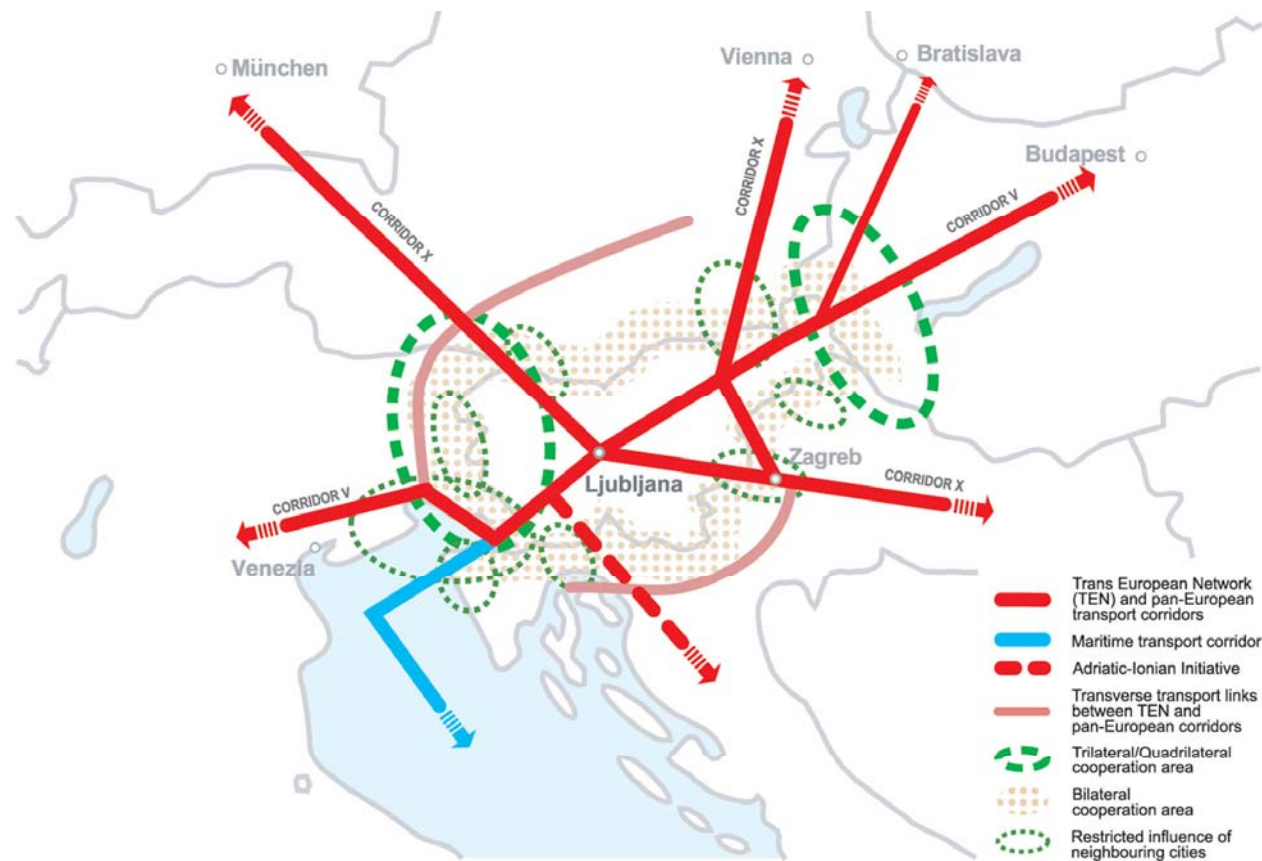 München
Vienna
Bratislava
Budapest
CORRIDOR X
CORRIDOR X
CORRIDOR V
Zagreb
Ljubljana
CORRIDOR X
CORRIDOR V
Venezia
Trans European Network
(TEN) and pan-European
transport corridors
Maritime transport corridor
Adriatic-Ionian Initiative
Transverse transport links
between TEN and
pan-European corridors
Trilateral/Quadrilateral
cooperation area
Bilateral
cooperation area
Restricted influence of
neighbouring cities